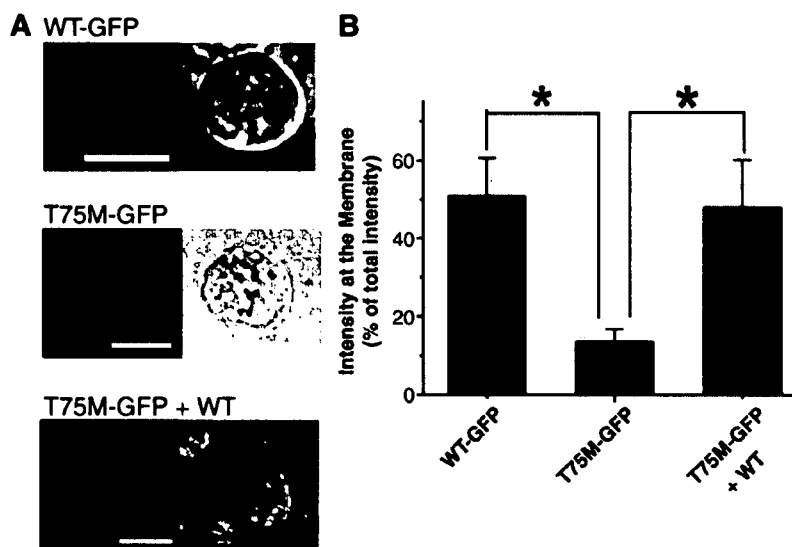 A
WT-GFP
T75M-GFP
T75M-GFP + WT
B
Intensity at the Membrane
(% of total intensity)
60
40
20
0
*
*
WT-GFP
T75M-GFP
T75M-GFP
+ WT